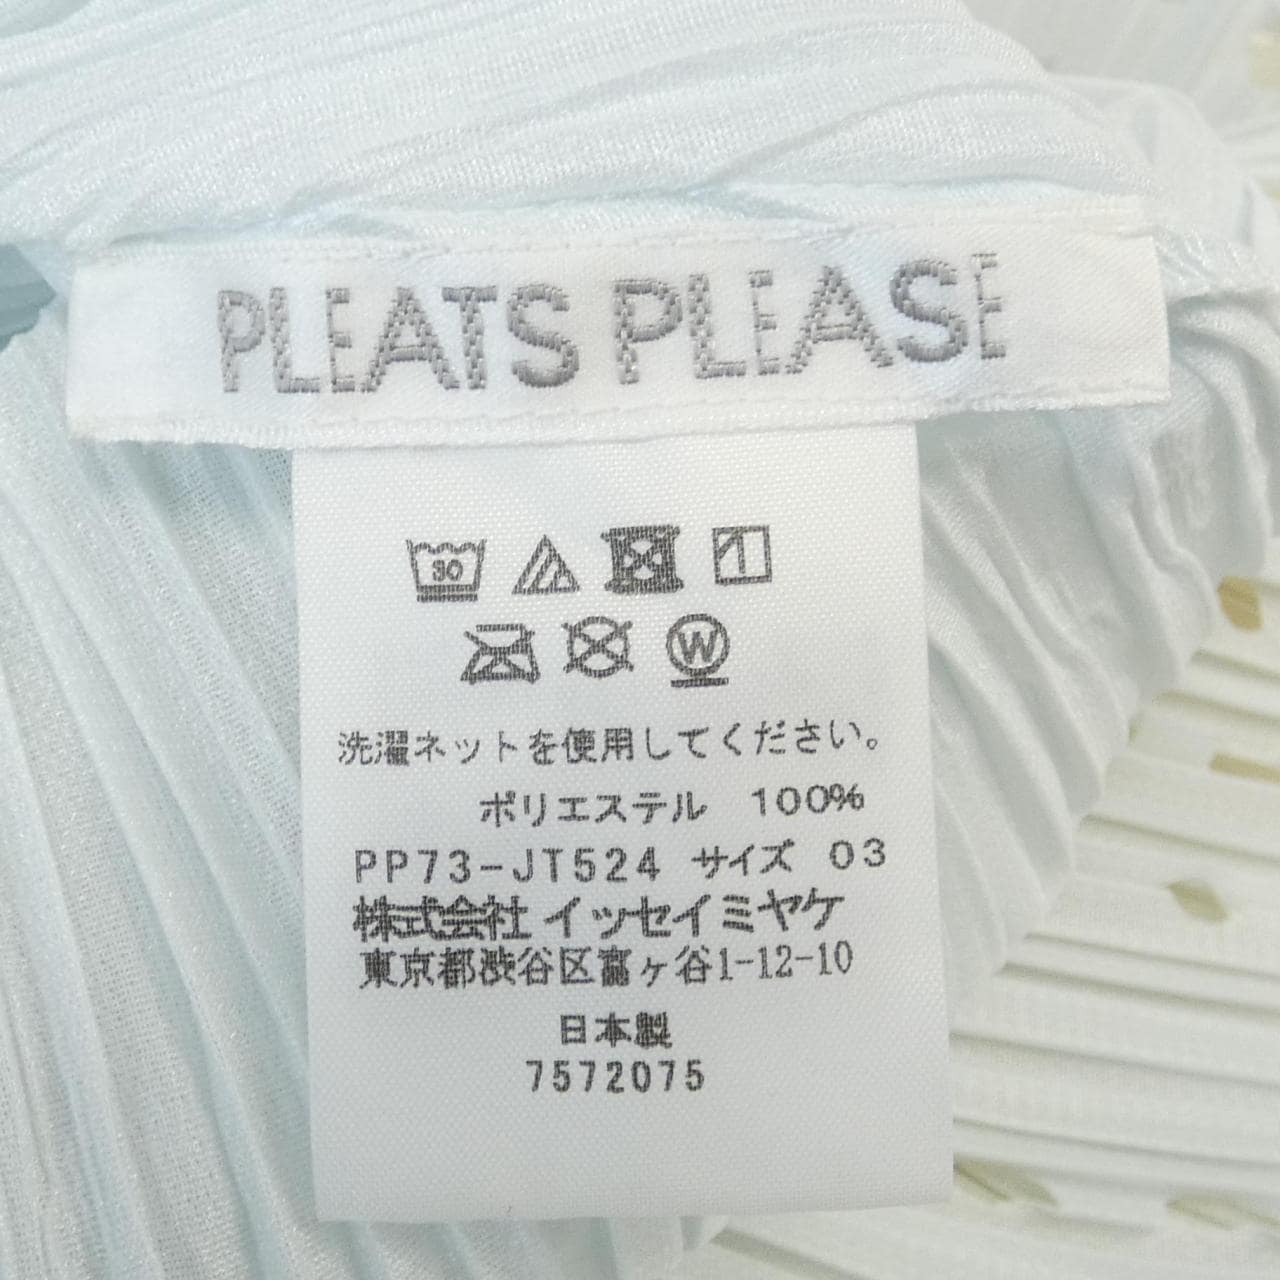 PLEATS PLEASE
30
W
洗濯ネットを使用してください。
ポリエステル 100%
PP73-JT524 サイズ 03
株式会社 イッセイミヤケ
東京都渋谷区富ヶ谷1-12-10
日本製
7572075